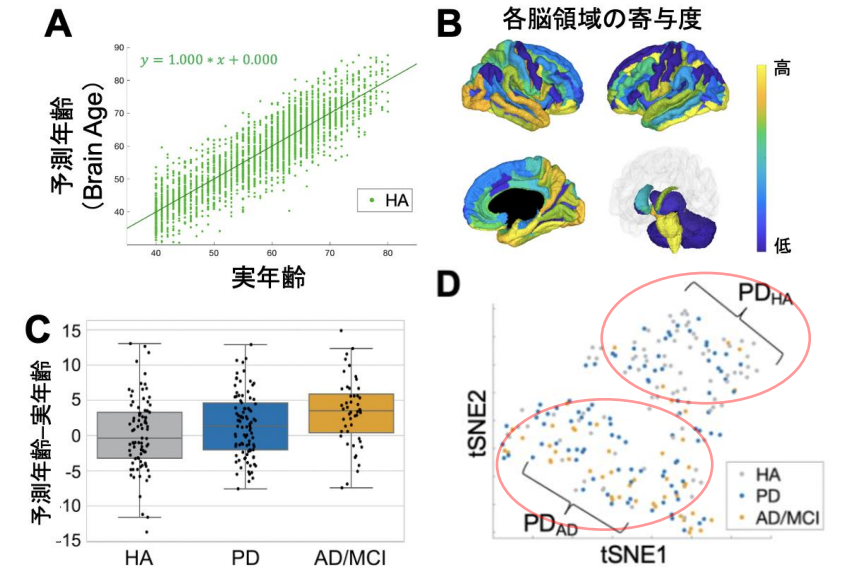 A
予測年齢
(Brain Age)
90
80
70
60
50
40
y = 1.000 * x + 0.000
HA
40
50
60
70
80
実年齢
B
各脳領域の寄与度
高
低
C
予測年齢−実年齢
15
10
5
0
-5
-10
-15
HA
PD
AD/MCI
D
tSNE2
PDHA
PDAD
HA
PD
AD/MCI
tSNE1